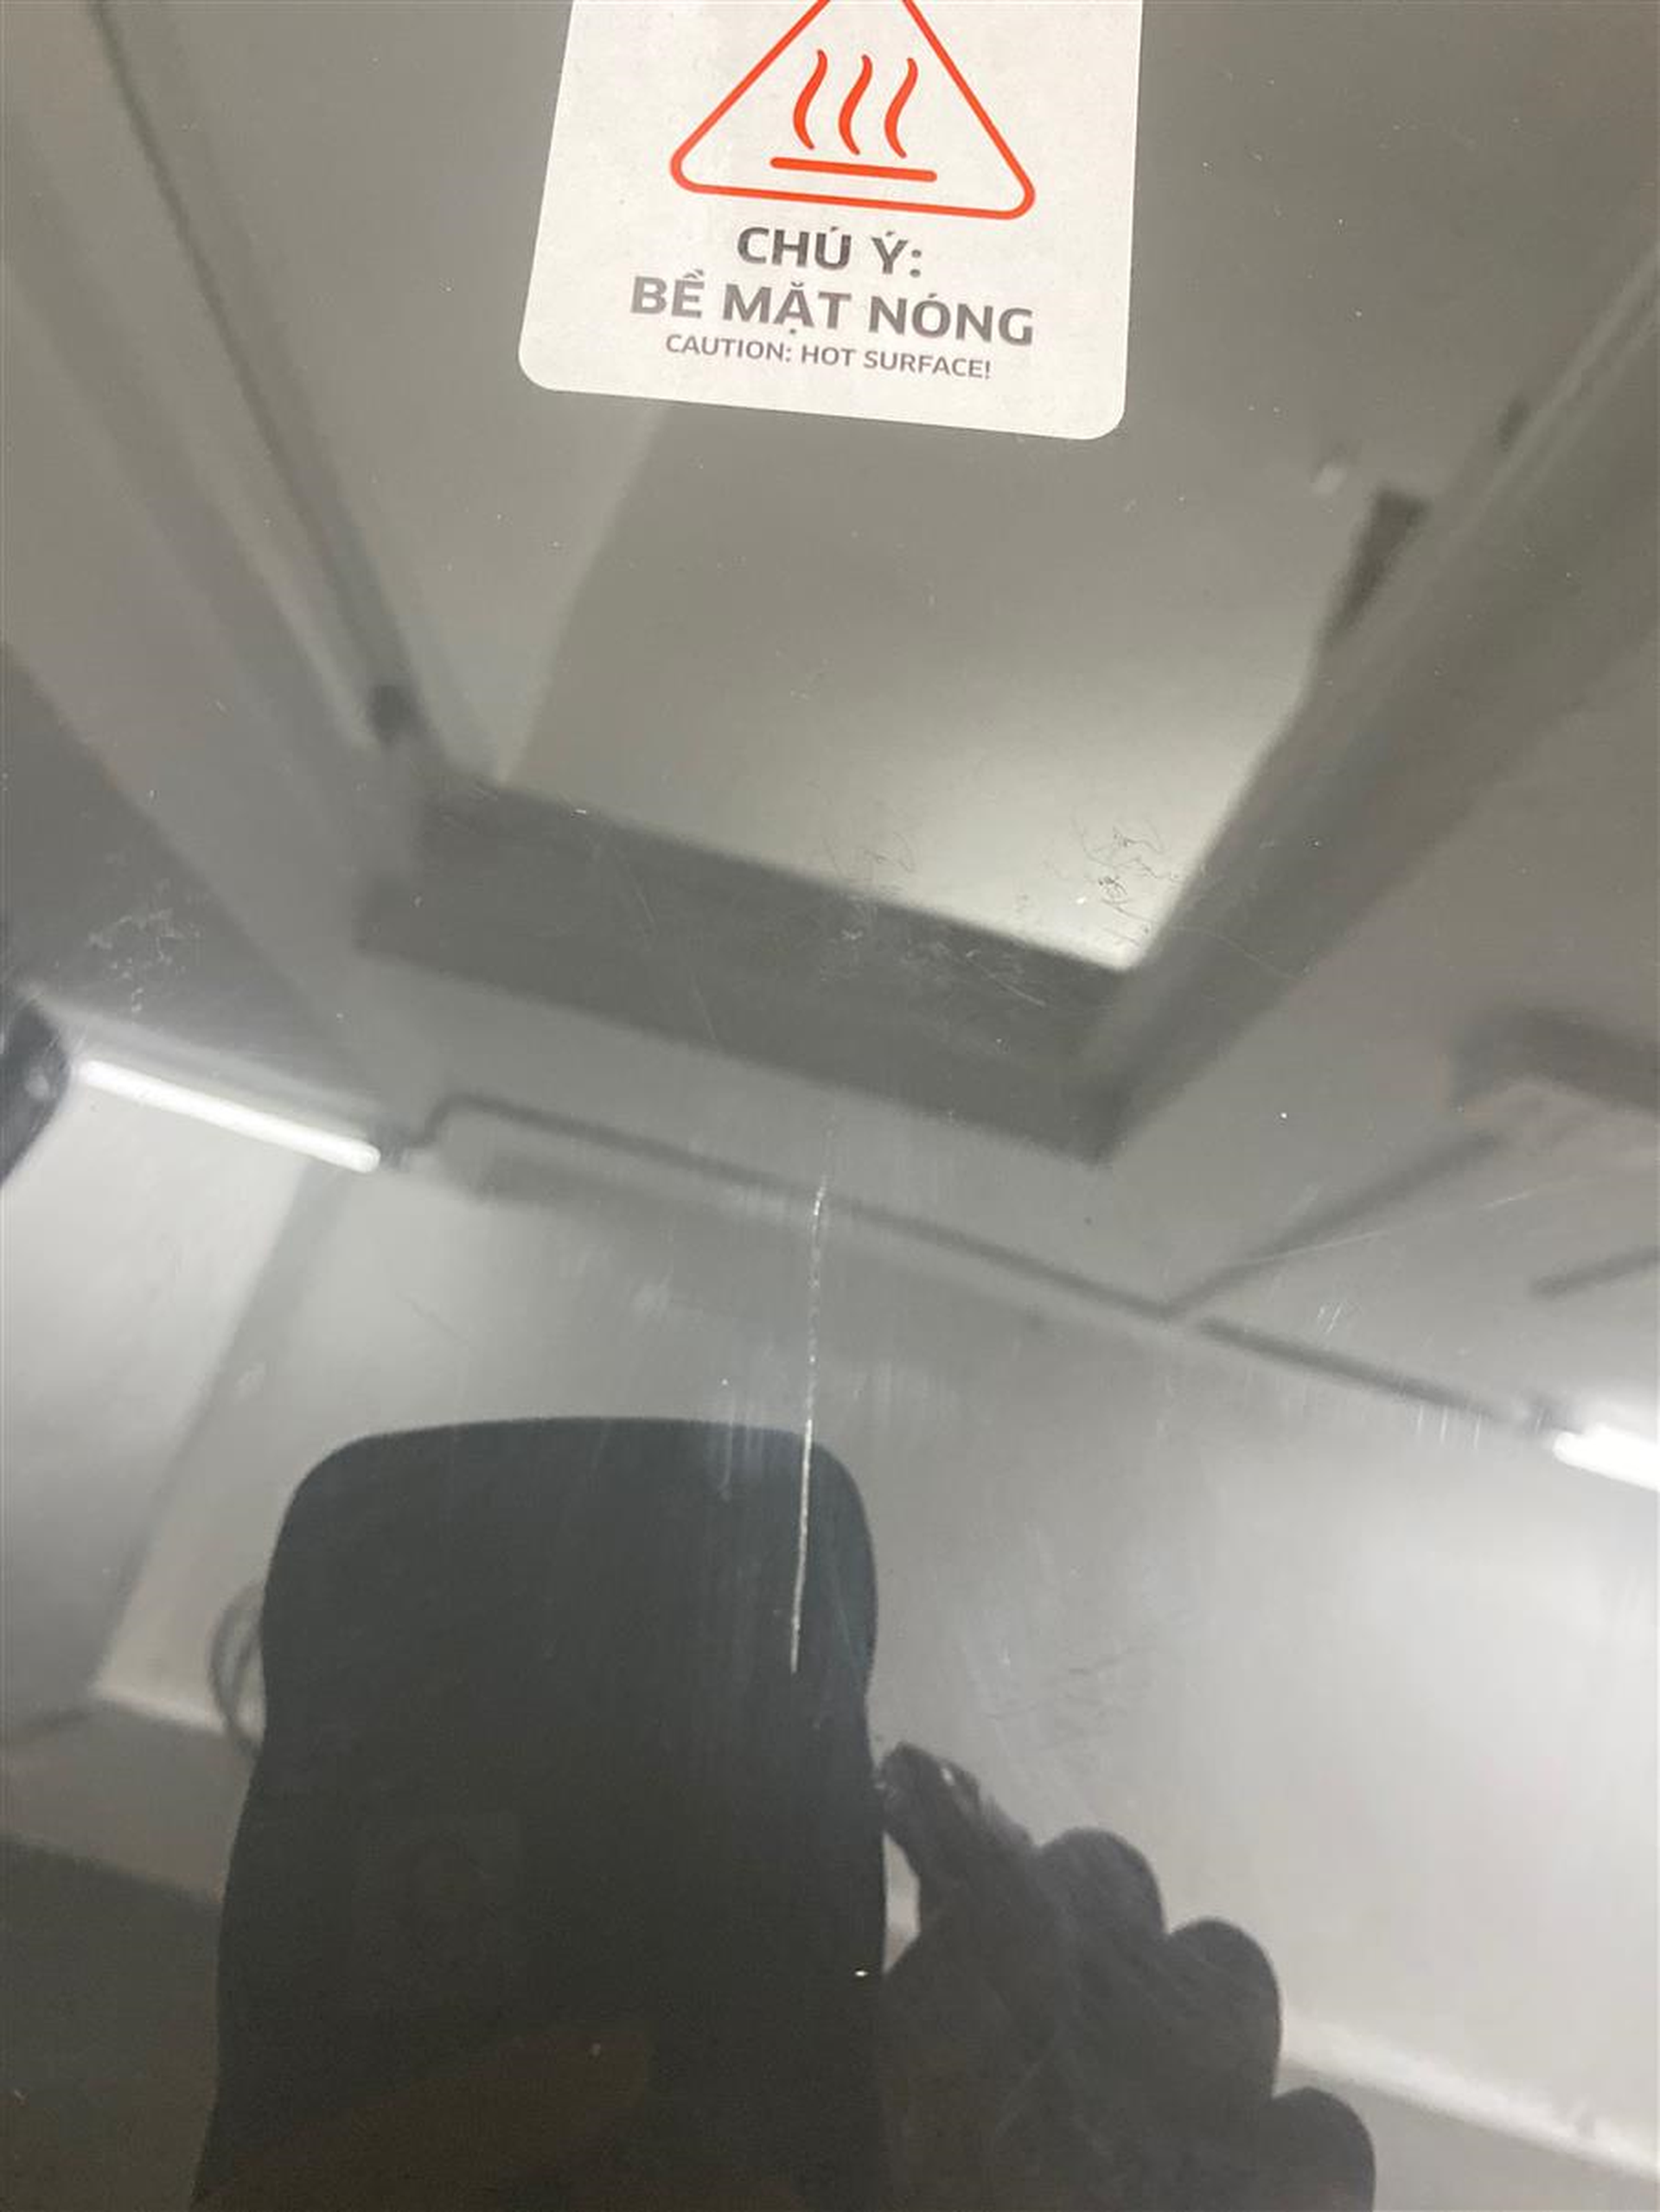 CHÚ Ý:
BỀ MẶT NÓNG
CAUTION: HOT SURFACE!